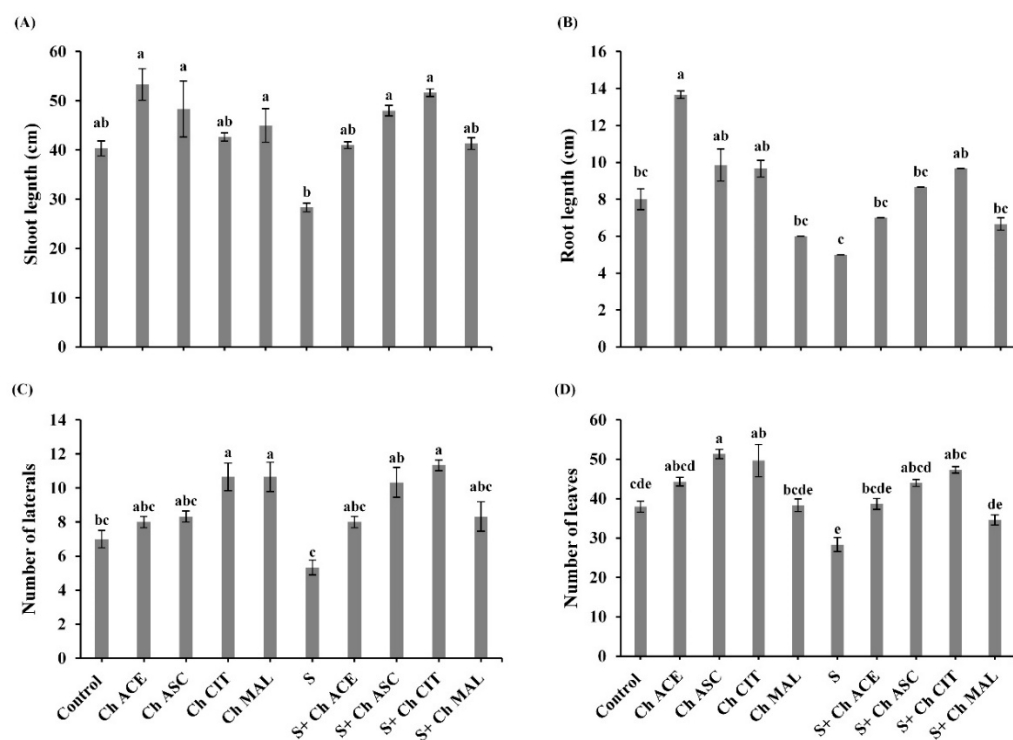 (A)
Shoot legnth (cm)
60
50
40
30
20
10
0
ab
a
a
ab
a
b
ab
a
a
ab
(B)
Root legnth (cm)
16
14
12
10
8
6
4
2
0
bc
a
ab
ab
bc
c
bc
bc
ab
bc
(C)
Number of laterals
14
12
10
8
6
4
2
0
bc
abc
abc
a
a
c
abc
ab
a
abc
Control
Ch ACE
Ch ASC
Ch CIT
Ch MAL
S
S+ Ch ACE
S+ Ch ASC
S+ Ch CIT
S+ Ch MAL
(D)
Number of leaves
60
50
40
30
20
10
0
cde
abcd
a
ab
bcde
e
bcde
abcd
abc
de
Control
Ch ACE
Ch ASC
Ch CIT
Ch MAL
S
S+ Ch ACE
S+ Ch ASC
S+ Ch CIT
S+ Ch MAL